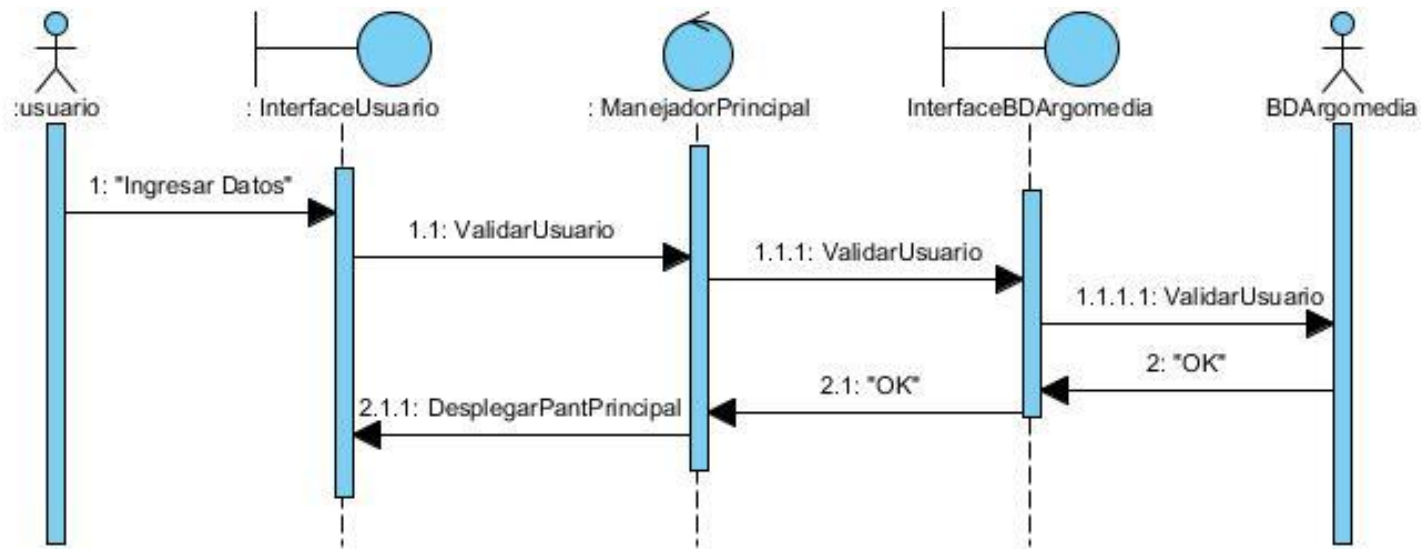 :usuario
: InterfaceUsuario
: ManejadorPrincipal
InterfaceBDArgomedia
BDArgomedia
1: "Ingresar Datos"
1.1: ValidarUsuario
1.1.1: ValidarUsuario
1.1.1.1: ValidarUsuario
2: "OK"
2.1: "OK"
2.1.1: DesplegarPantPrincipal